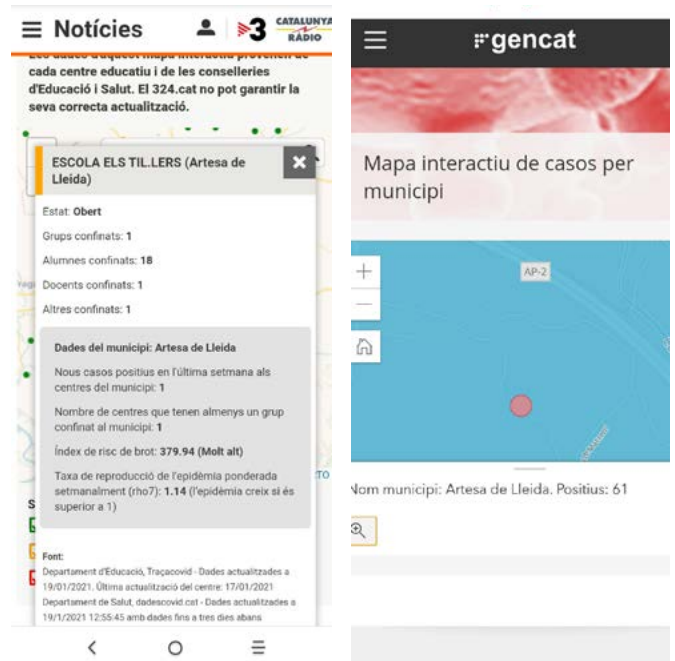 Notícies
3
CATALUNYA
RÀDIO
Les dades d'aquest mapa interactiu provenen de
cada centre educatiu i de les conselleries
d'Educació i Salut. El 324.cat no pot garantir la
seva correcta actualització.
ESCOLA ELS TIL.LERS (Artesa de
Lleida)
Estat: Obert
Grups confinats: 1
Alumnes confinats: 18
Docents confinats: 1
Altres confinats: 1
Dades del municipi: Artesa de Lleida
Nous casos positius en l'última setmana als
centres del municipi: 1
Nombre de centres que tenen almenys un grup
confinat al municipi: 1
Índex de risc de brot: 379.94 (Molt alt)
Taxa de reproducció de l'epidèmia ponderada
setmanalment (rho7): 1.14 (l'epidèmia creix si és
superior a 1)
Font:
Departament d'Educació, Traçacovid - Dades actualitzades a
19/01/2021. Última actualització del centre: 17/01/2021
Departament de Salut, dadescovid.cat - Dades actualitzades a
19/1/2021 12:55:45 amb dades fins a tres dies abans
gencat
Mapa interactiu de casos per
municipi
AP-2
Nom municipi: Artesa de Lleida. Positius: 61